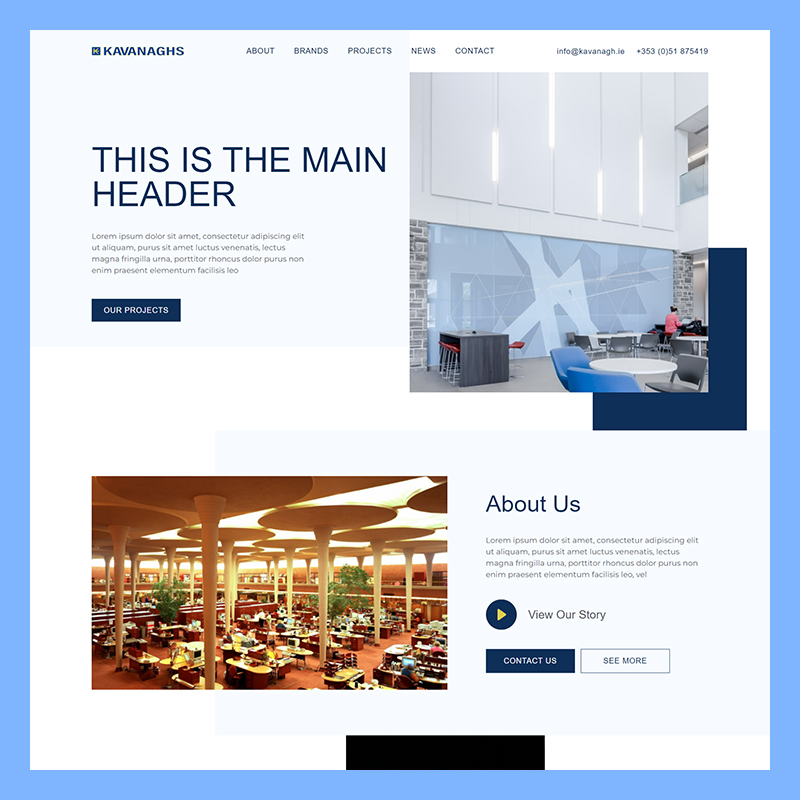 K KAVANAGHS
ABOUT BRANDS PROJECTS NEWS CONTACT
info@kavanagh.ie +353 (0)51 875419
THIS IS THE MAIN
HEADER
Lorem ipsum dolor sit amet, consectetur adipiscing elit
ut aliquam, purus sit amet luctus venenatis, lectus
magna fringilla urna, porttitor rhoncus dolor purus non
enim praesent elementum facilisis leo
OUR PROJECTS
About Us
Lorem ipsum dolor sit amet, consectetur adipiscing elit
ut aliquam, purus sit amet luctus venenatis, lectus
magna fringilla urna, porttitor rhoncus dolor purus non
enim praesent elementum facilisis leo, vel
View Our Story
CONTACT US
SEE MORE